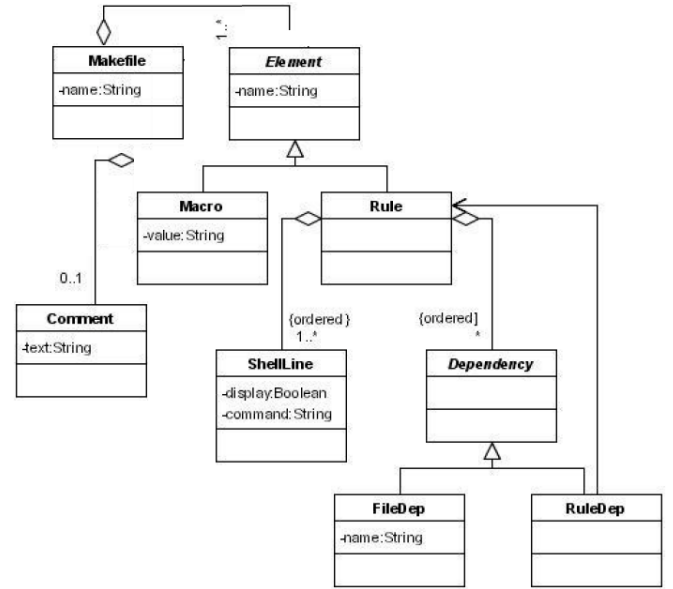 1..*
Makefile
-name:String
Element
-name:String
Macro
-value:String
Rule
0..1
Comment
-text:String
{ordered }
1..*
{ordered]
*
ShellLine
-display:Boolean
-command:String
Dependency
FileDep
-name:String
RuleDep